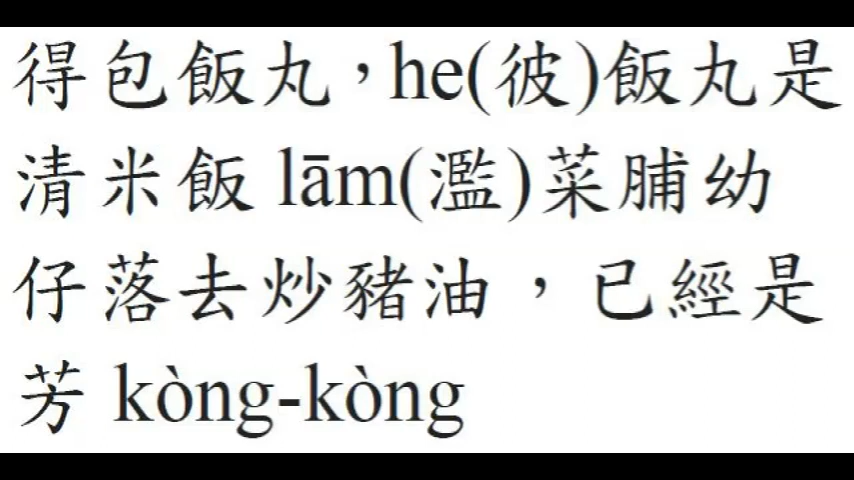 得包飯丸，he(彼)飯丸是
清米飯 lām(濫)菜脯幼
仔落去炒豬油，已經是
芳 kòng-kòng